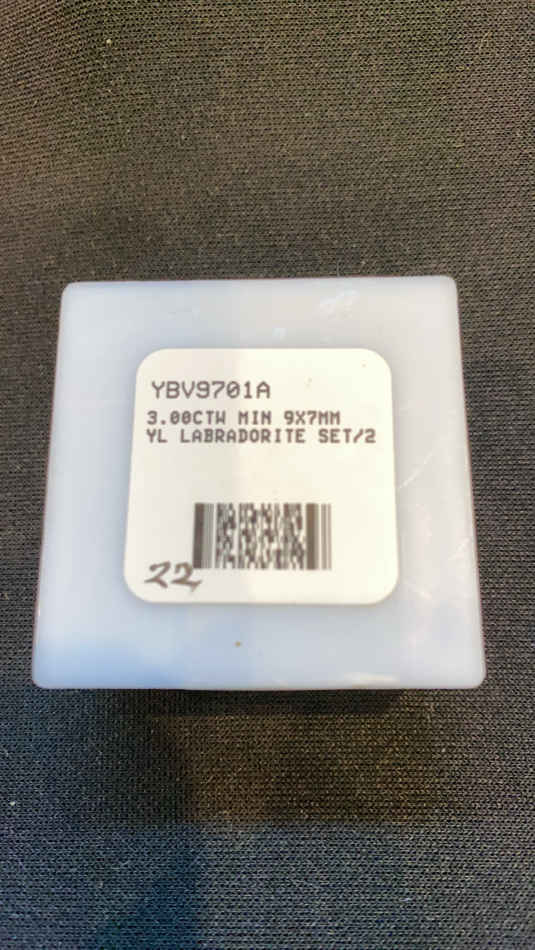 YBV9701A
3.00CTW MIN 9X7MM
YL LABRADORITE SET/2
22